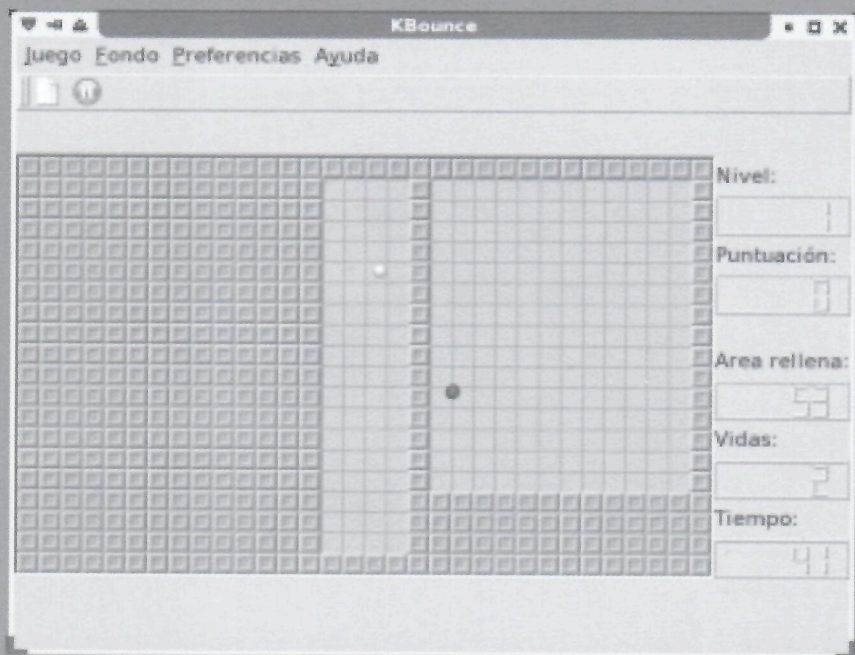 KBounce
Juego Fondo Preferencias Ayuda
Nivel:
1
Puntuación:
0
Area rellena:
53
Vidas:
2
Tiempo:
41